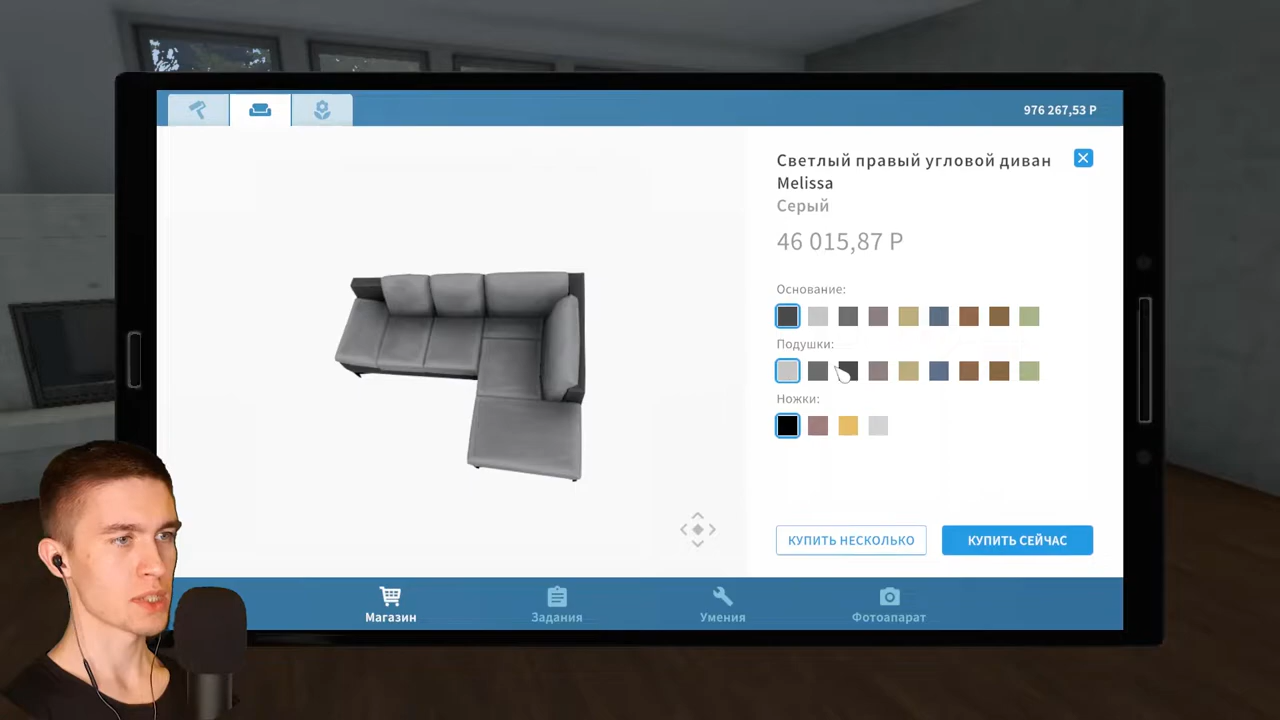 976 267,53 Р
Светлый правый угловой диван
Melissa
Серый
46 015,87 Р
Основание:
Подушки:
Ножки:
КУПИТЬ НЕСКОЛЬКО
КУПИТЬ СЕЙЧАС
Магазин
Задания
Умения
Фотоаппарат